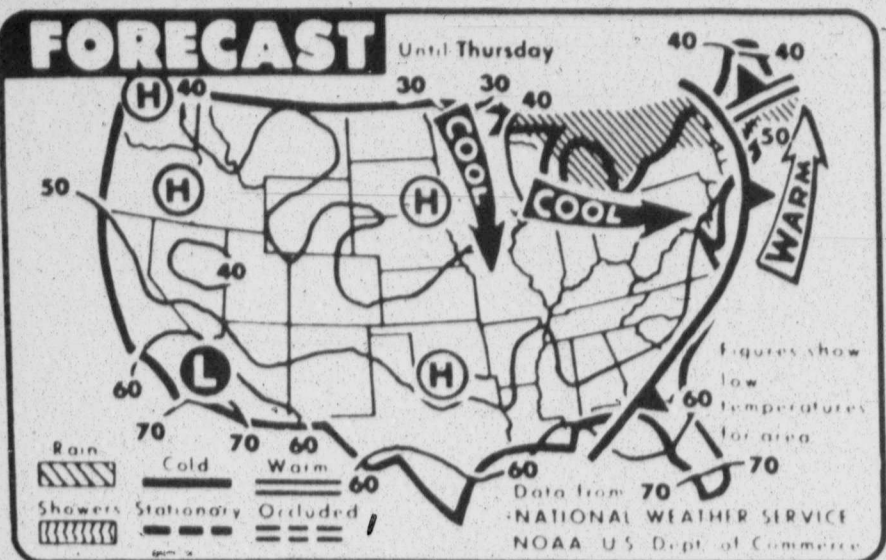 FORECAST
Until Thursday
40 40
H 40 30 30 40
COOL
50
50 H H
COOL
WARM
40
L
H
60
Figures show
low
60
temperatures
for area
70 70 60 60 60 70
Rain Cold Warm
Data from 70
Showers Stationary Occluded
NATIONAL WEATHER SERVICE
NOAA U S Dept. of Commerce